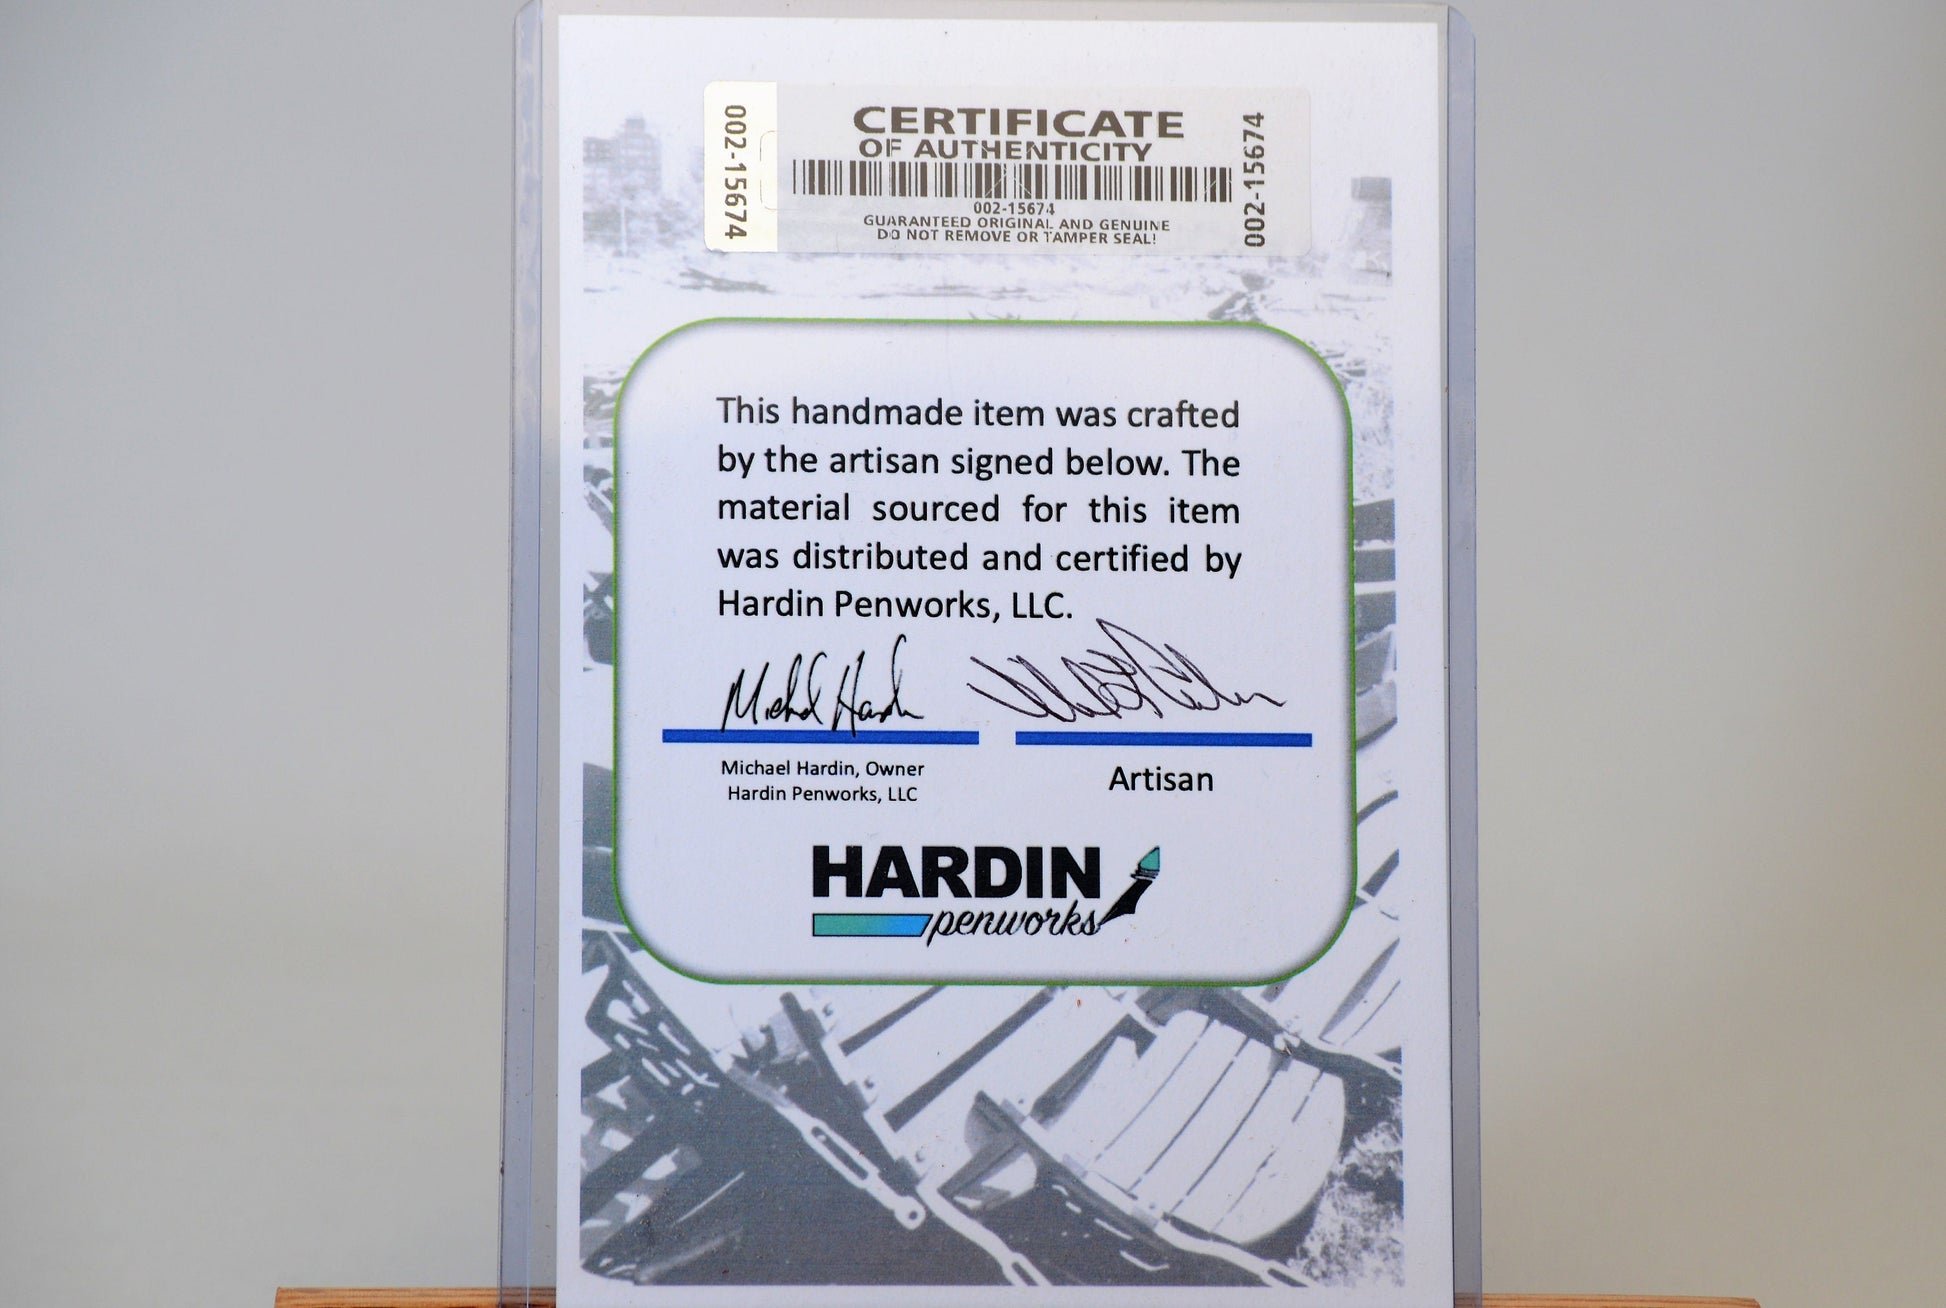 002-15674
CERTIFICATE
OF AUTHENTICITY
002-15674
GUARANTEED ORIGINAL AND GENUINE
DO NOT REMOVE OR TAMPER SEAL!
002-15674
This handmade item was crafted
by the artisan signed below. The
material sourced for this item
was distributed and certified by
Hardin Penworks, LLC.
Michael Hardin
Michael Hardin, Owner
Hardin Penworks, LLC
Artisan
HARDIN
penworks